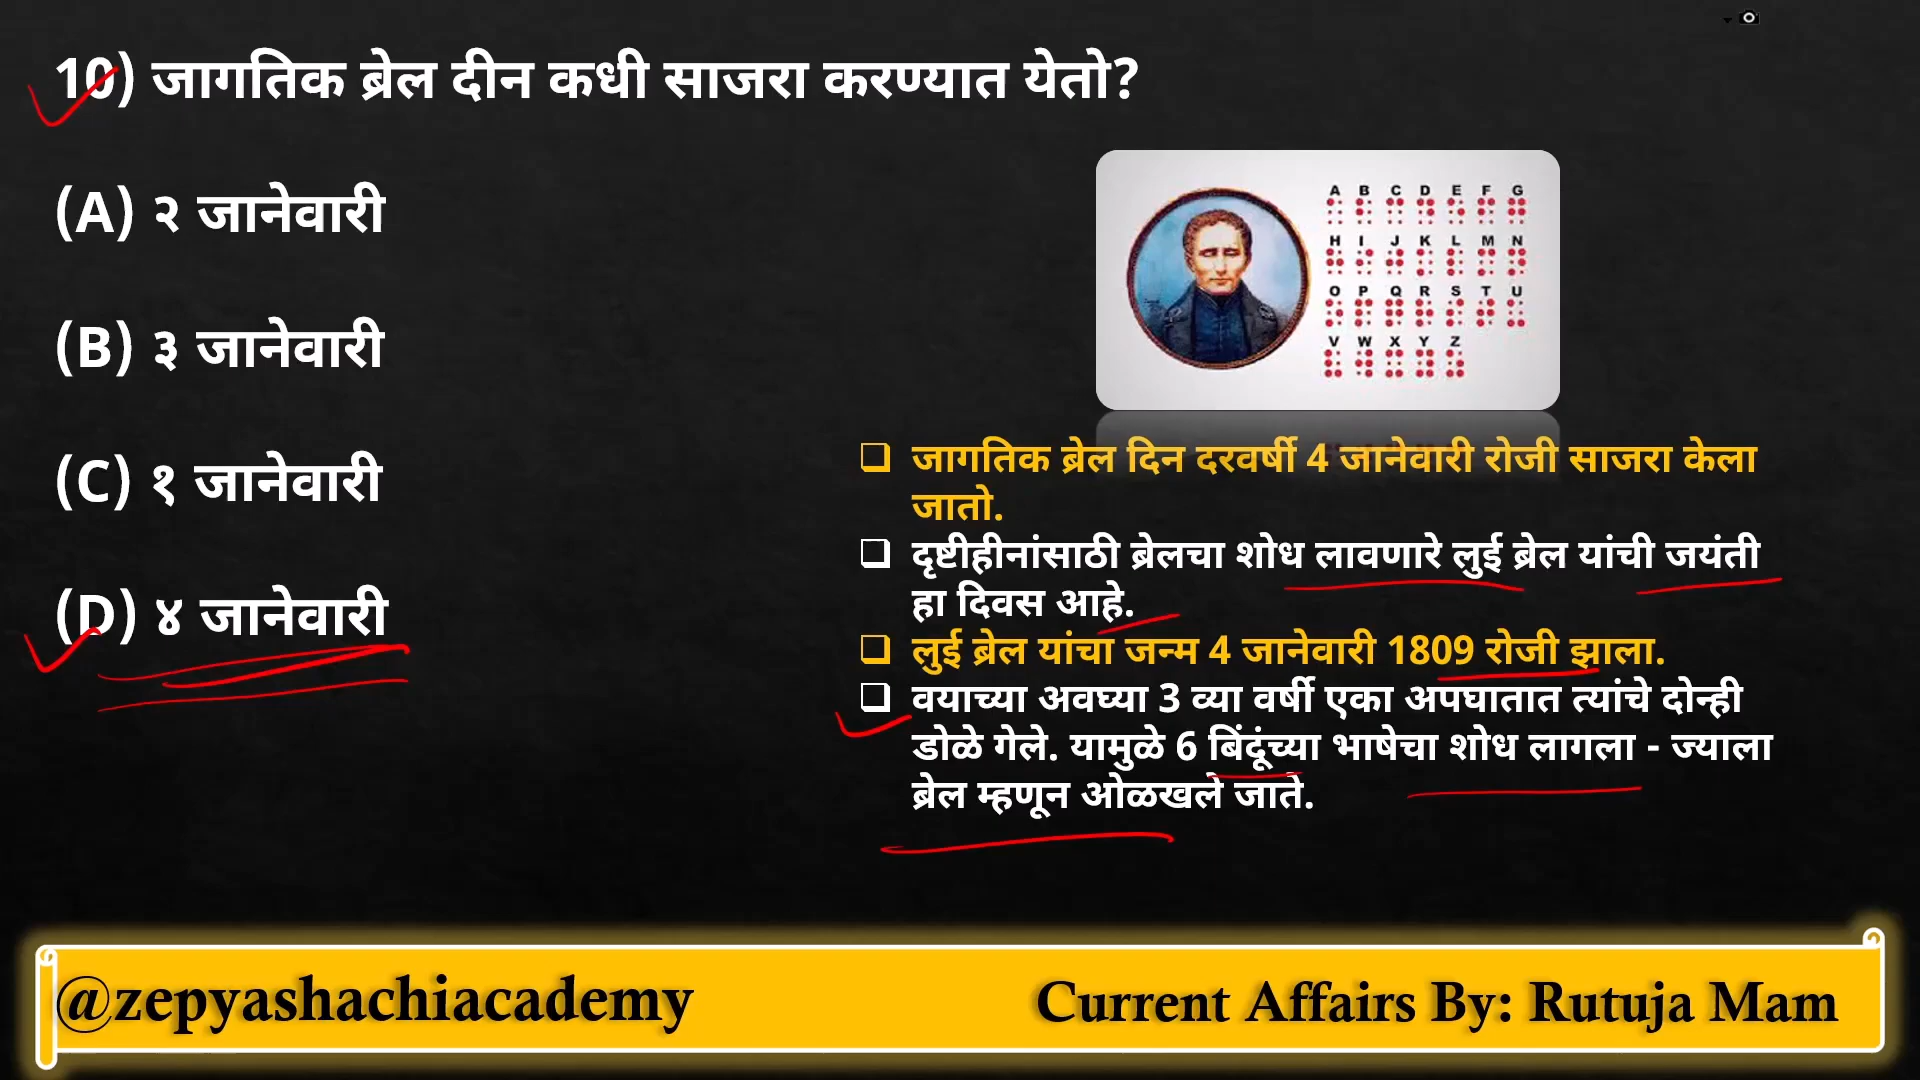 10) जागतिक ब्रेल दीन कधी साजरा करण्यात येतो?
(A) २ जानेवारी
(B) ३ जानेवारी
(C) १ जानेवारी
(D) ४ जानेवारी
A B C D E F G
H I J K L M N
O P Q R S T U
V W X Y Z
जागतिक ब्रेल दिन दरवर्षी 4 जानेवारी रोजी साजरा केला
जातो.
दृष्टीहीनांसाठी ब्रेलचा शोध लावणारे लुई ब्रेल यांची जयंती
हा दिवस आहे.
लुई ब्रेल यांचा जन्म 4 जानेवारी 1809 रोजी झाला.
वयाच्या अवघ्या 3 व्या वर्षी एका अपघातात त्यांचे दोन्ही
डोळे गेले. यामुळे 6 बिंदूंच्या भाषेचा शोध लागला - ज्याला
ब्रेल म्हणून ओळखले जाते.
@zepyashachiacademy
Current Affairs By: Rutuja Mam